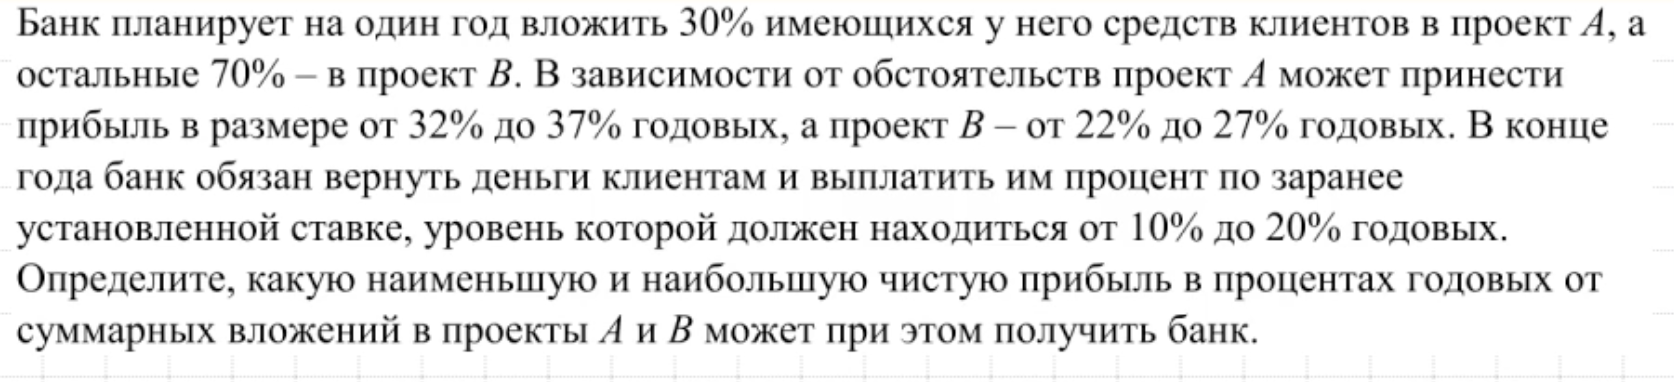 Банк планирует на один год вложить 30% имеющихся у него средств клиентов в проект A, а
остальные 70% – в проект B. В зависимости от обстоятельств проект A может принести
прибыль в размере от 32% до 37% годовых, а проект B – от 22% до 27% годовых. В конце
года банк обязан вернуть деньги клиентам и выплатить им процент по заранее
установленной ставке, уровень которой должен находиться от 10% до 20% годовых.
Определите, какую наименьшую и наибольшую чистую прибыль в процентах годовых от
суммарных вложений в проекты A и B может при этом получить банк.